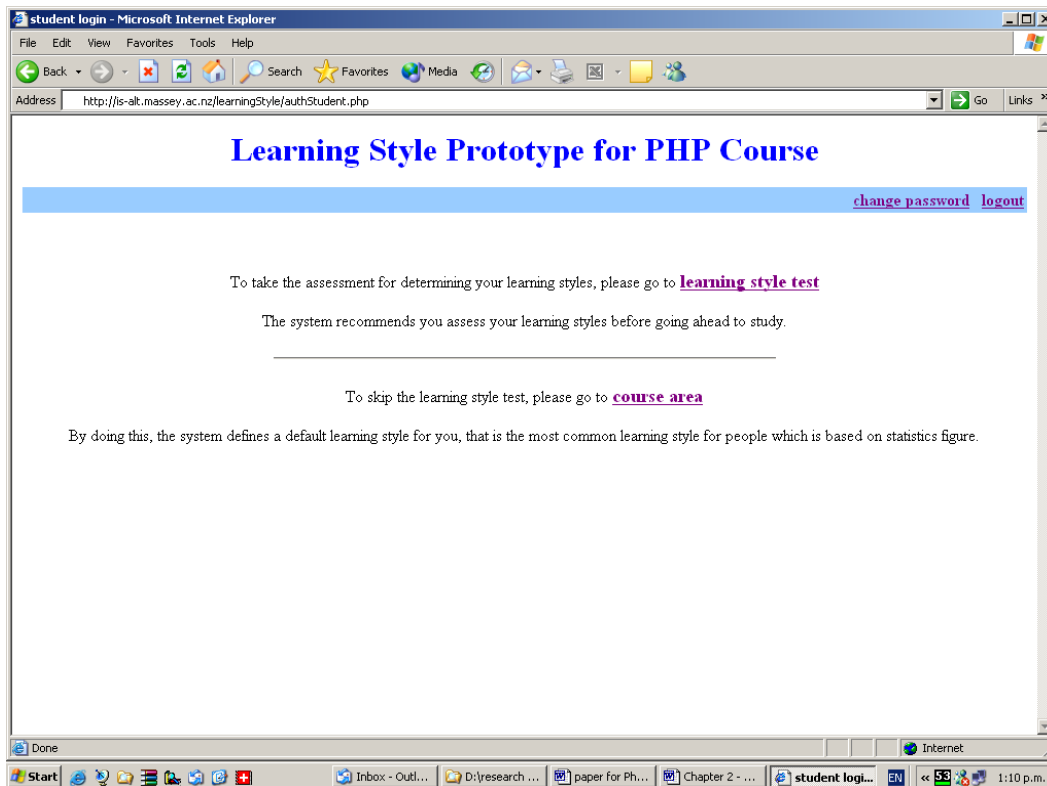 student login - Microsoft Internet Explorer
File Edit View Favorites Tools Help
Back Search Favorites Media
Address http://is-alt.massey.ac.nz/learningStyle/authStudent.php Go Links »
Learning Style Prototype for PHP Course
change password logout
To take the assessment for determining your learning styles, please go to learning style test
The system recommends you assess your learning styles before going ahead to study.
To skip the learning style test, please go to course area
By doing this, the system defines a default learning style for you, that is the most common learning style for people which is based on statistics figure.
Done Internet
Start Inbox - Outl... D:\research ... paper for Ph... Chapter 2 - ... student logi... EN « 53 1:10 p.m.